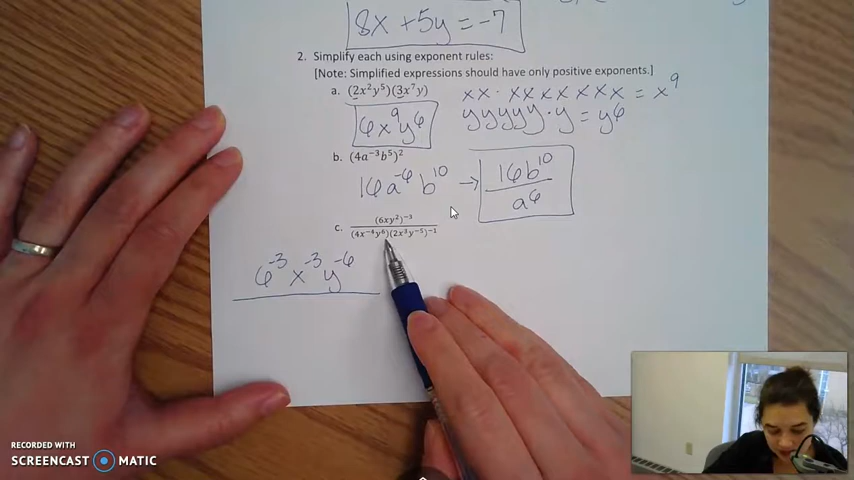 8x + 5y = -7
2. Simplify each using exponent rules:
[Note: Simplified expressions should have only positive exponents.]
a. (2x²y⁵)(3x⁷y)
xx · xxxxxxx = x⁹
yyyyy · y = y⁶
6x⁹y⁶
b. (4a⁻³b⁵)²
16a⁻⁶b¹⁰ → 16b¹⁰/a⁶
c. (6xy²)⁻³/(4x⁻⁴y⁶)(2x³y⁻⁵)⁻¹
6⁻³x⁻³y⁻⁶
RECORDED WITH
SCREENCAST MATIC